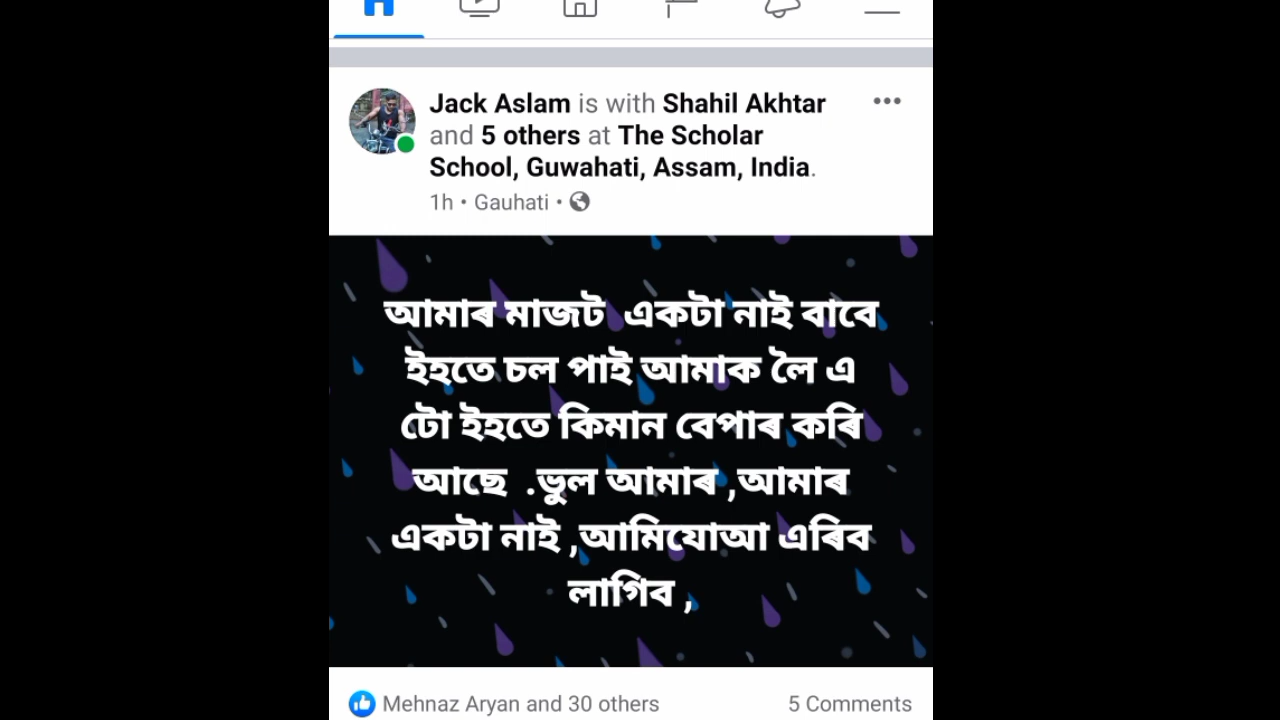 Jack Aslam is with Shahil Akhtar
and 5 others at The Scholar
School, Guwahati, Assam, India.
1h • Gauhati •
আমাৰ মাজট একটা নাই বাবে
ইহতে চল পাই আমাক লৈ এ
টো ইহতে কিমান বেপাৰ কৰি
আছে .ভুল আমাৰ ,আমাৰ
একটা নাই ,আমিযোআ এৰিব
লাগিব ,
Mehnaz Aryan and 30 others
5 Comments